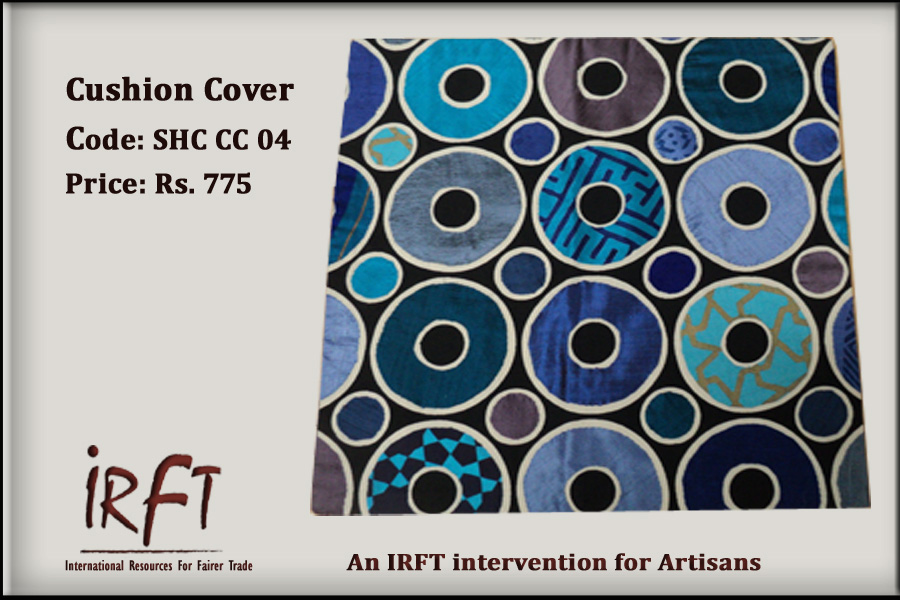 Cushion Cover
Code: SHC CC 04
Price: Rs. 775
iRFT
International Resources For Fairer Trade
An IRFT intervention for Artisans